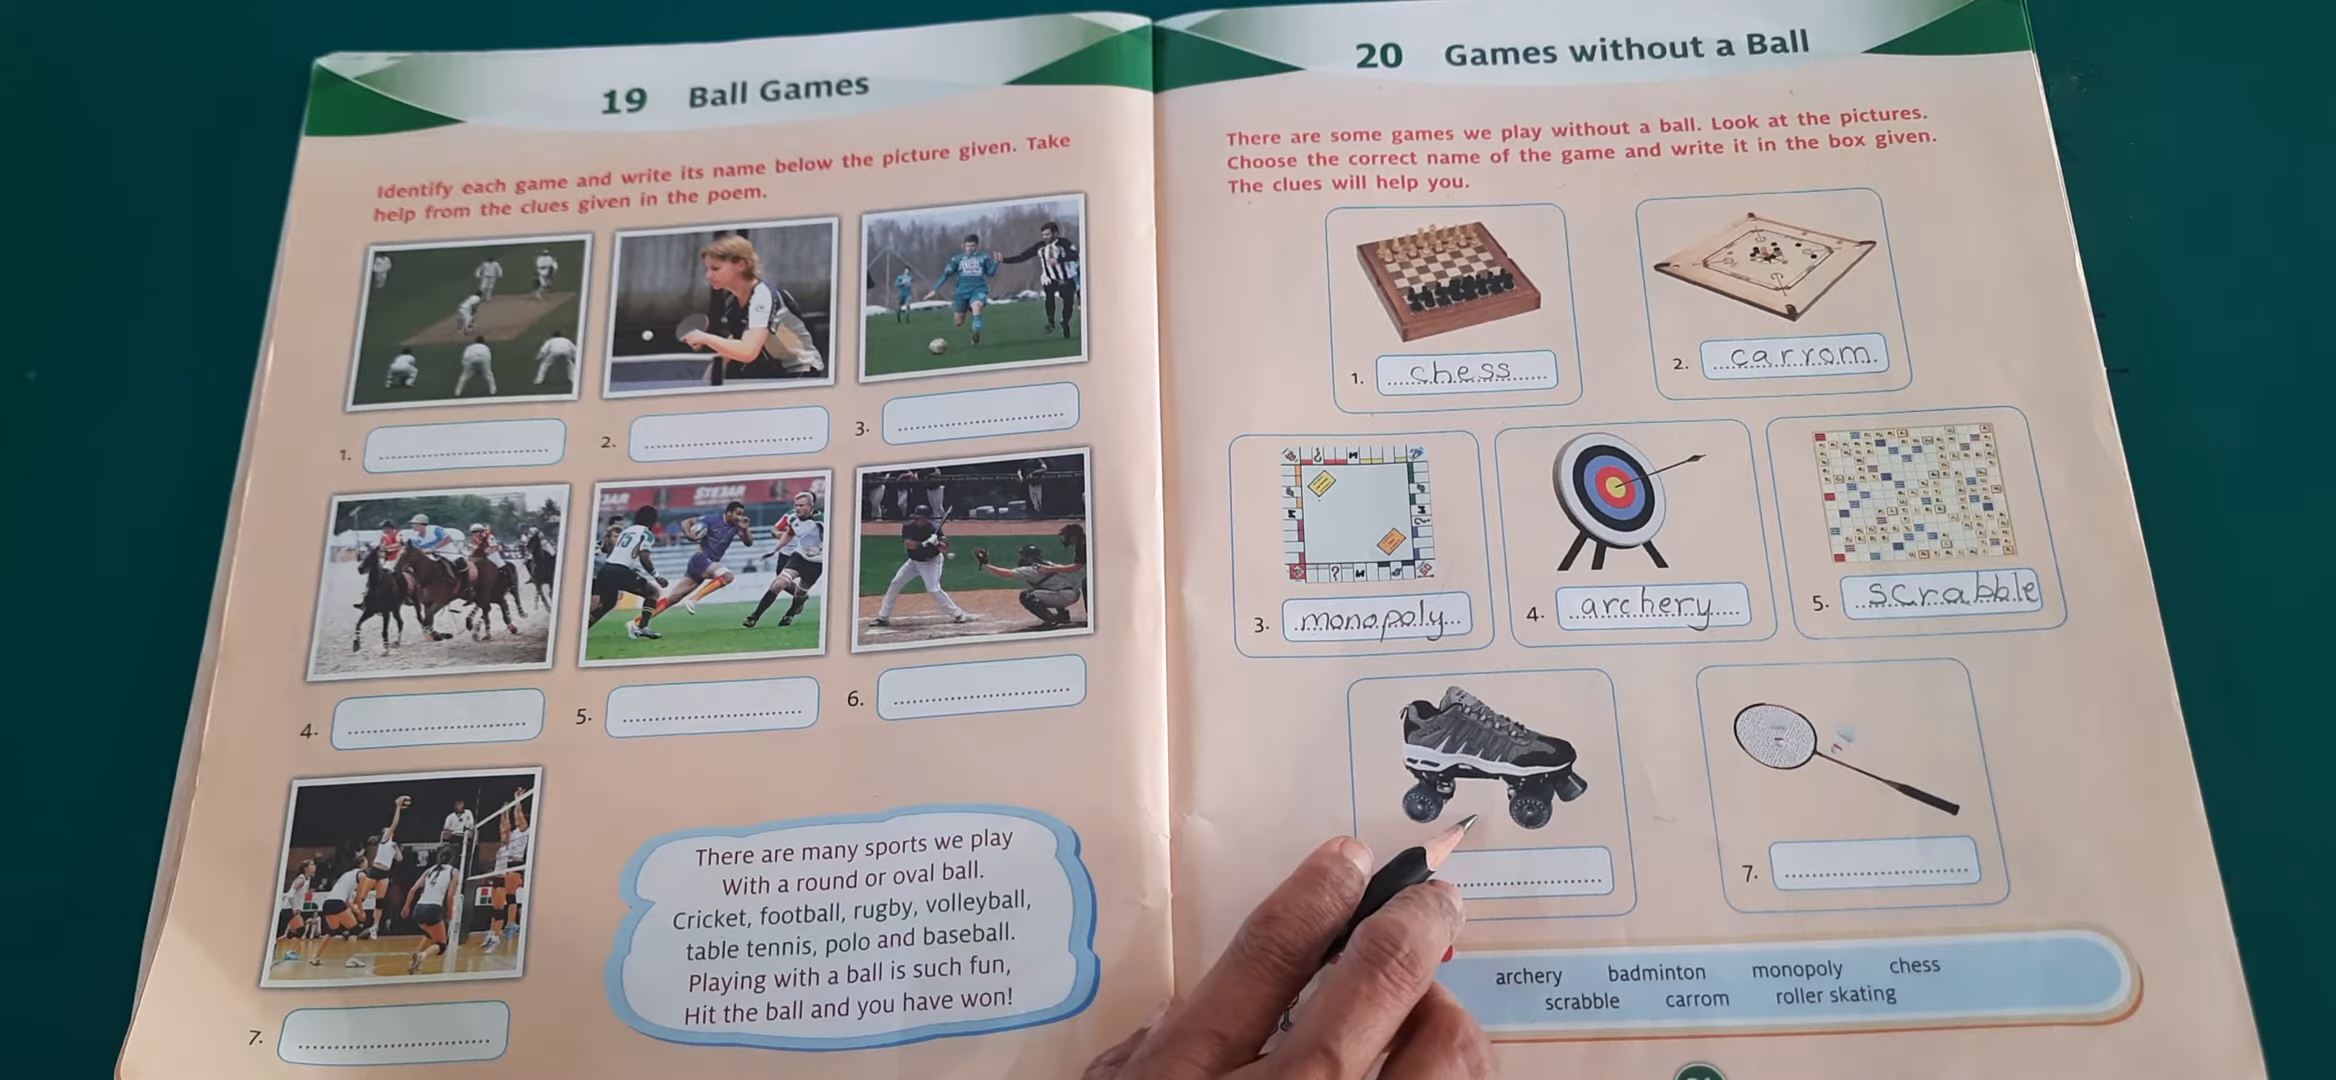 19 Ball Games
Identify each game and write its name below the picture given. Take
help from the clues given in the poem.
1.
2.
3.
4.
5.
6.
7.
There are many sports we play
With a round or oval ball.
Cricket, football, rugby, volleyball,
table tennis, polo and baseball.
Playing with a ball is such fun,
Hit the ball and you have won!
20 Games without a Ball
There are some games we play without a ball. Look at the pictures.
Choose the correct name of the game and write it in the box given.
The clues will help you.
1. chess
2. carrom
3. monopoly
4. archery
5. scrabble
7.
archery badminton monopoly chess
scrabble carrom roller skating